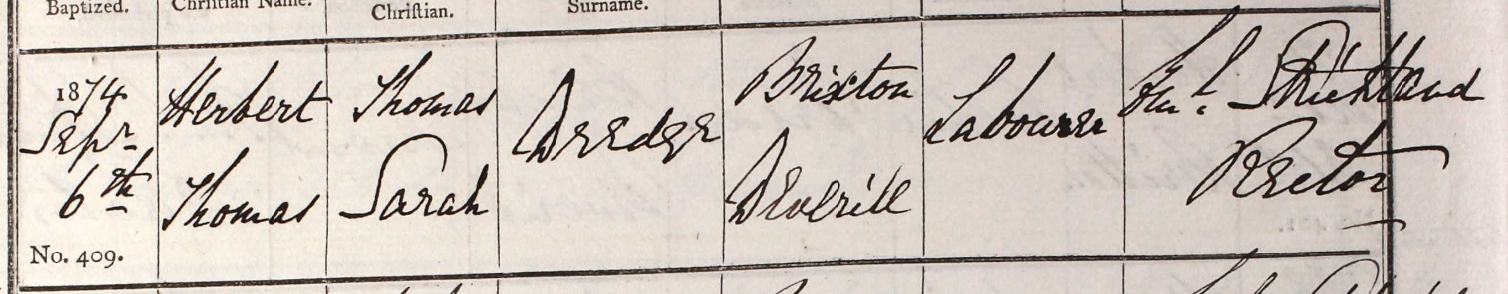 Baptized.
Chriſtian Name.
Chriſtian.
Surname.
1874
Sepr
6th
No. 409.
Herbert
Thomas
Thomas
Sarah
Dredge
Brixton
Deverill
Labourer
Eml. Strickland
Rector